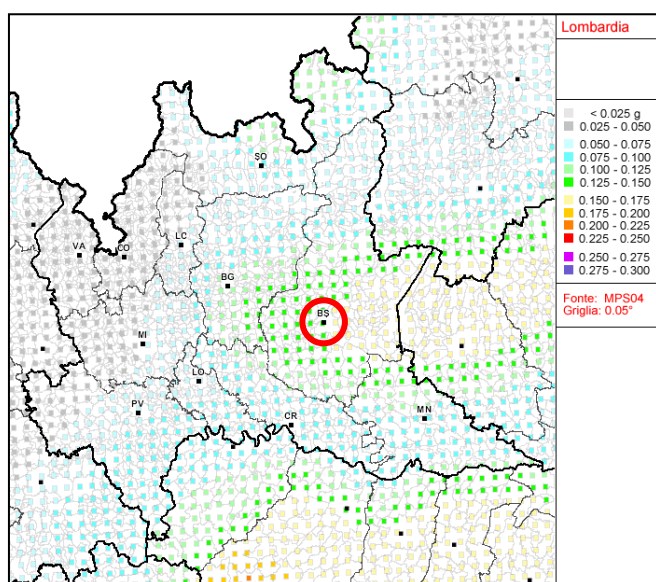 Lombardia
SO
LC
VA
CO
BG
BS
MI
LO
PV
CR
MN
< 0.025 g
0.025 - 0.050
0.050 - 0.075
0.075 - 0.100
0.100 - 0.125
0.125 - 0.150
0.150 - 0.175
0.175 - 0.200
0.200 - 0.225
0.225 - 0.250
0.250 - 0.275
0.275 - 0.300
Fonte: MPS04
Griglia: 0.05°